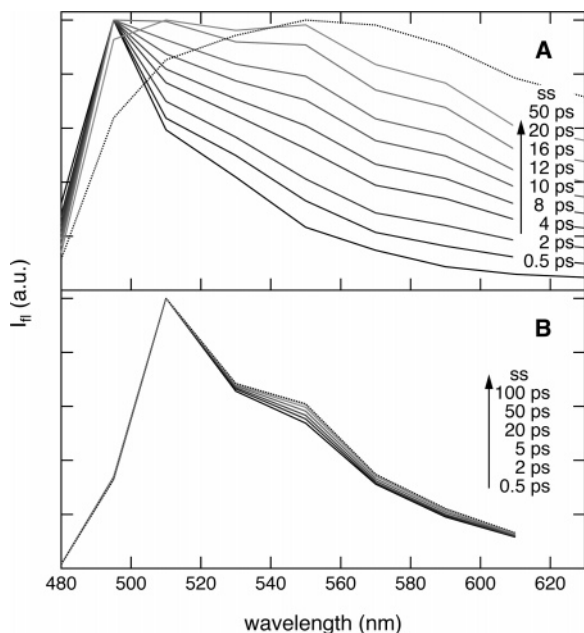 A
ss
50 ps
20 ps
16 ps
12 ps
10 ps
8 ps
4 ps
2 ps
0.5 ps
I fl (a.u.)
B
ss
100 ps
50 ps
20 ps
5 ps
2 ps
0.5 ps
480 500 520 540 560 580 600 620
wavelength (nm)